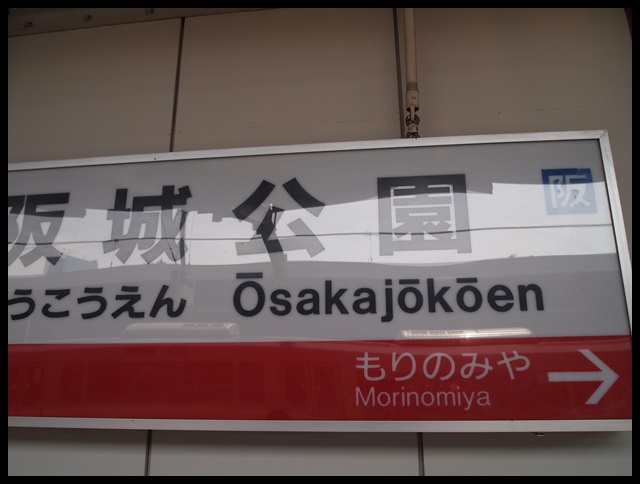 阪城公園 阪
うこうえん Ōsakajōkōen
もりのみや →
Morinomiya